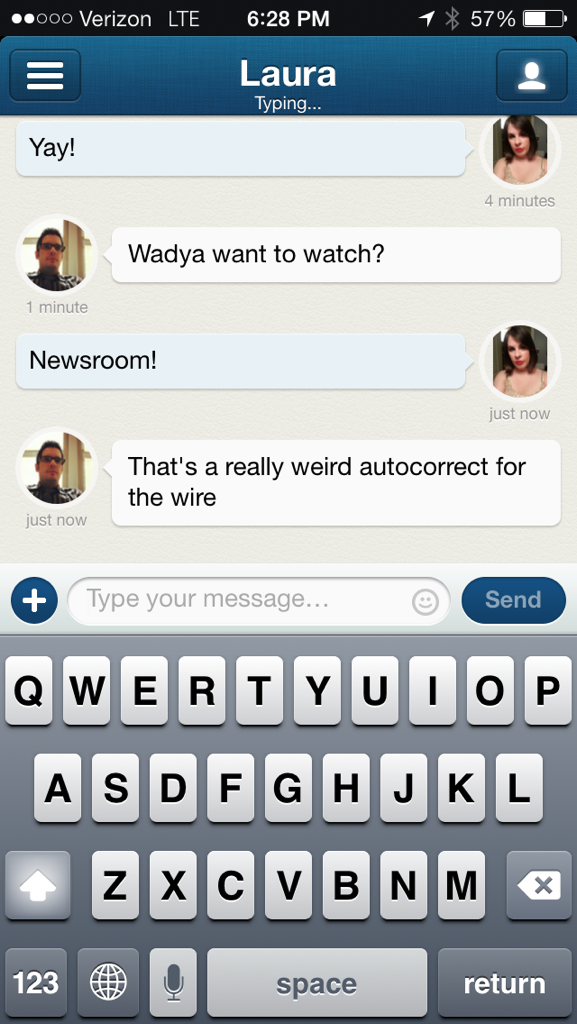 Verizon LTE 6:28 PM 57%
Laura
Typing...
Yay!
4 minutes
Wadya want to watch?
1 minute
Newsroom!
just now
That's a really weird autocorrect for
the wire
just now
Type your message...
Send
Q W E R T Y U I O P
A S D F G H J K L
Z X C V B N M
123 space return